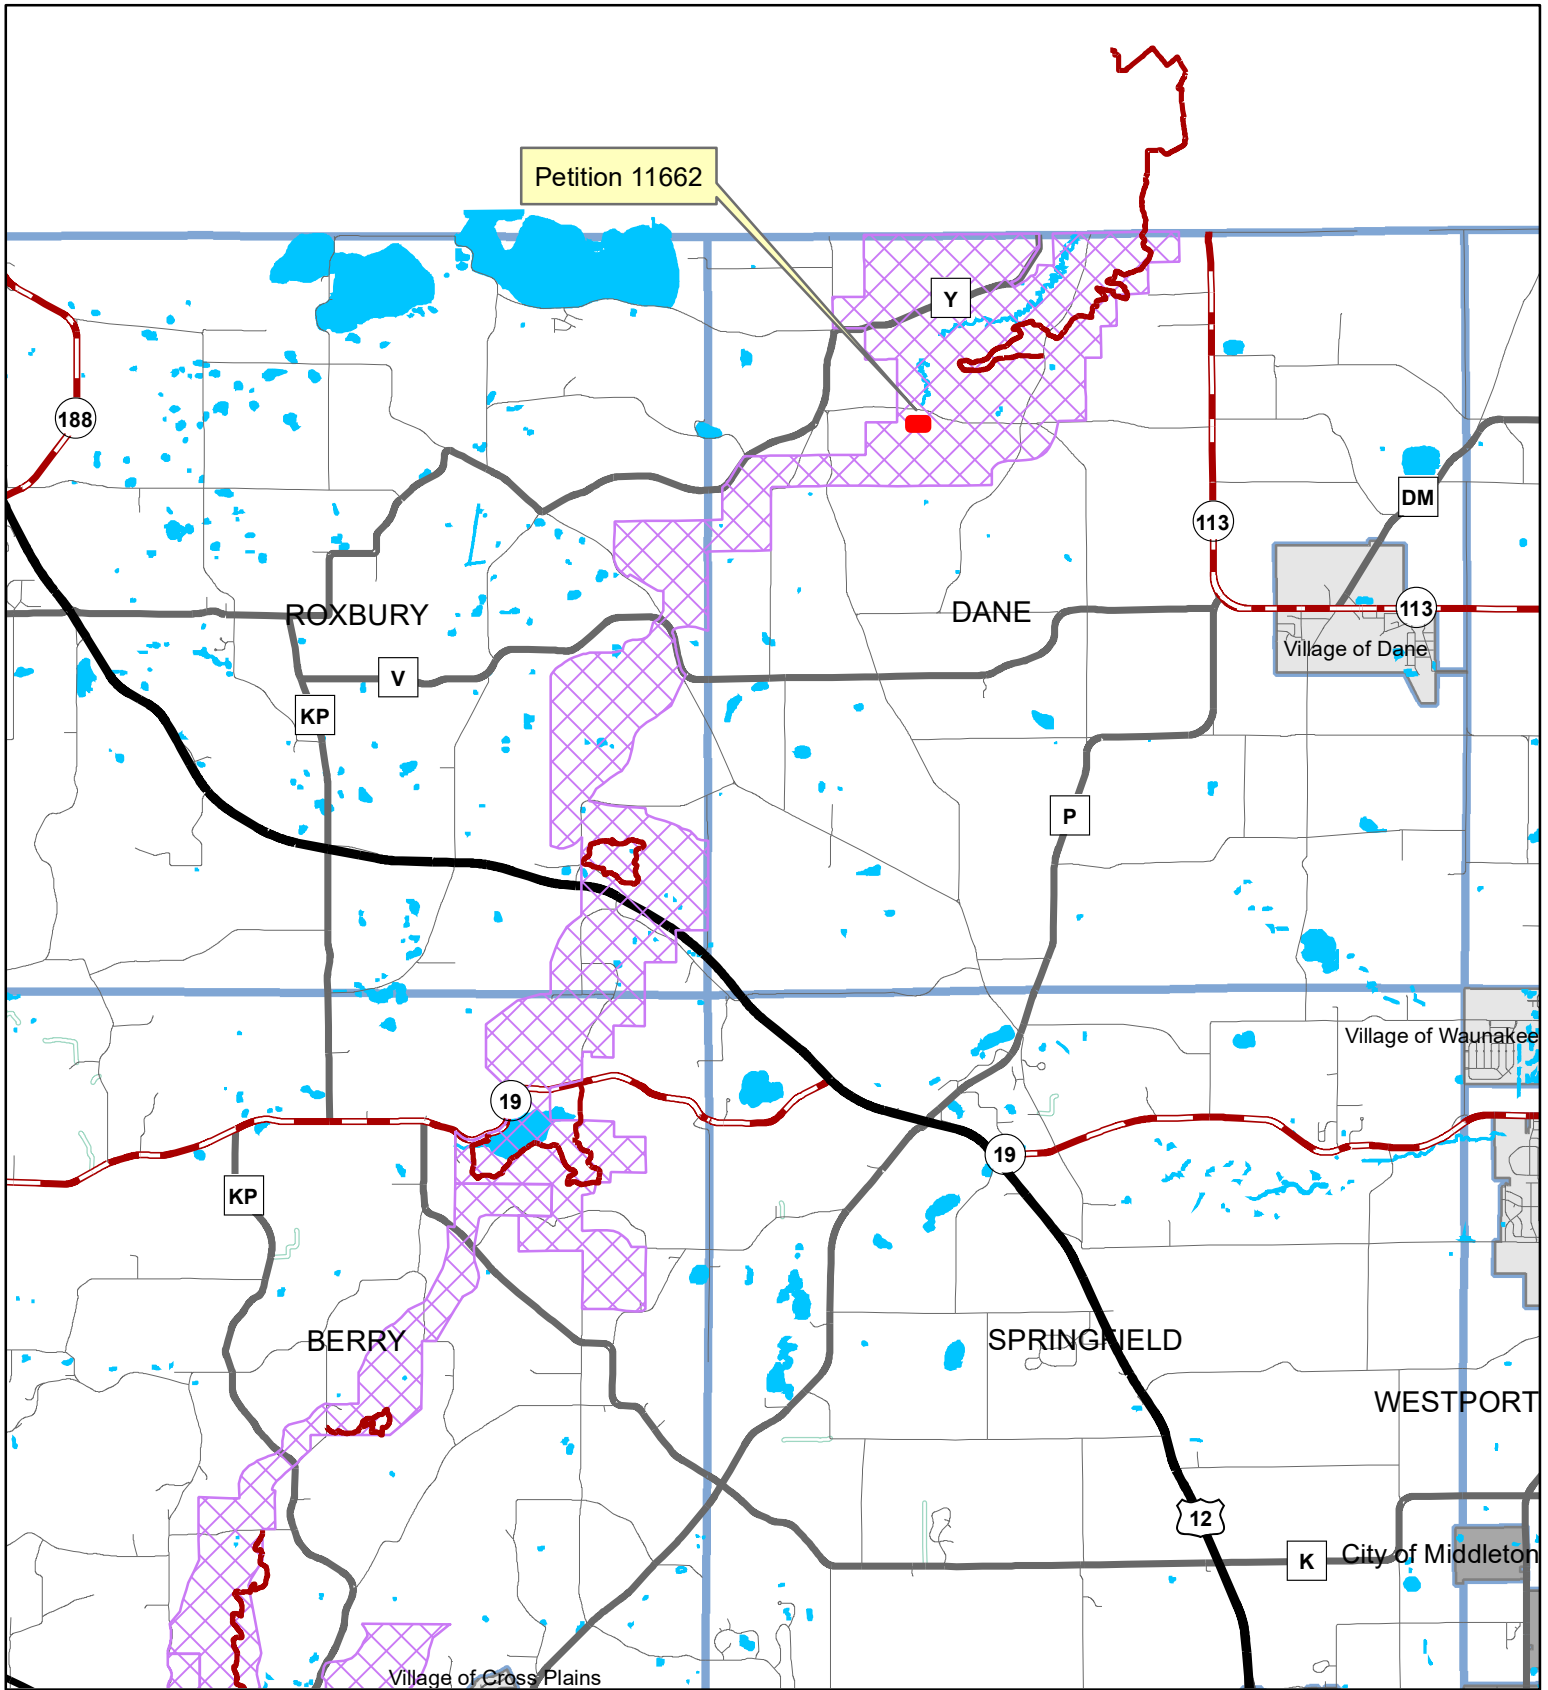 Petition 11662
Y
188
DM
113
113
ROXBURY
DANE
Village of Dane
V
KP
P
Village of Waunakee
19
19
KP
BERRY
SPRINGFIELD
WESTPORT
12
K
City of Middleton
Village of Cross Plains